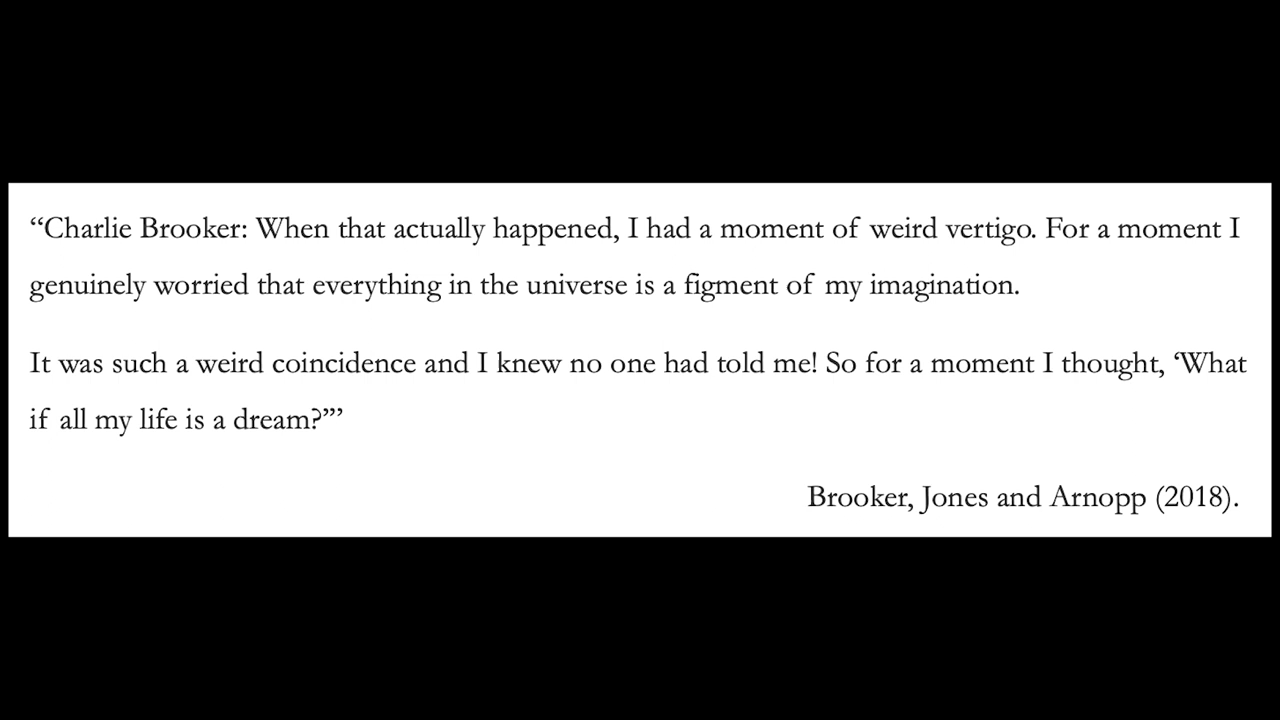 “Charlie Brooker: When that actually happened, I had a moment of weird vertigo. For a moment I
genuinely worried that everything in the universe is a figment of my imagination.
It was such a weird coincidence and I knew no one had told me! So for a moment I thought, ‘What
if all my life is a dream?’”
Brooker, Jones and Arnopp (2018).